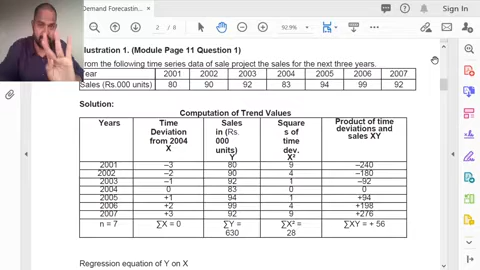 Demand Forecasting...
2 / 8
92.9%
llustration 1. (Module Page 11 Question 1)
rom the following time series data of sale project the sales for the next three years.
Year 2001 2002 2003 2004 2005 2006 2007
Sales (Rs.000 units) 80 90 92 83 94 99 92
Solution:
Computation of Trend Values
Years Time Deviation from 2004 X Sales in (Rs. 000 units) Y Square s of time dev. X² Product of time deviations and sales XY
2001 –3 80 9 –240
2002 –2 90 4 –180
2003 –1 92 1 –92
2004 0 83 0 0
2005 +1 94 1 +94
2006 +2 99 4 +198
2007 +3 92 9 +276
n = 7 ∑X = 0 ∑Y = 630 ∑X² = 28 ∑XY = + 56
Regression equation of Y on X